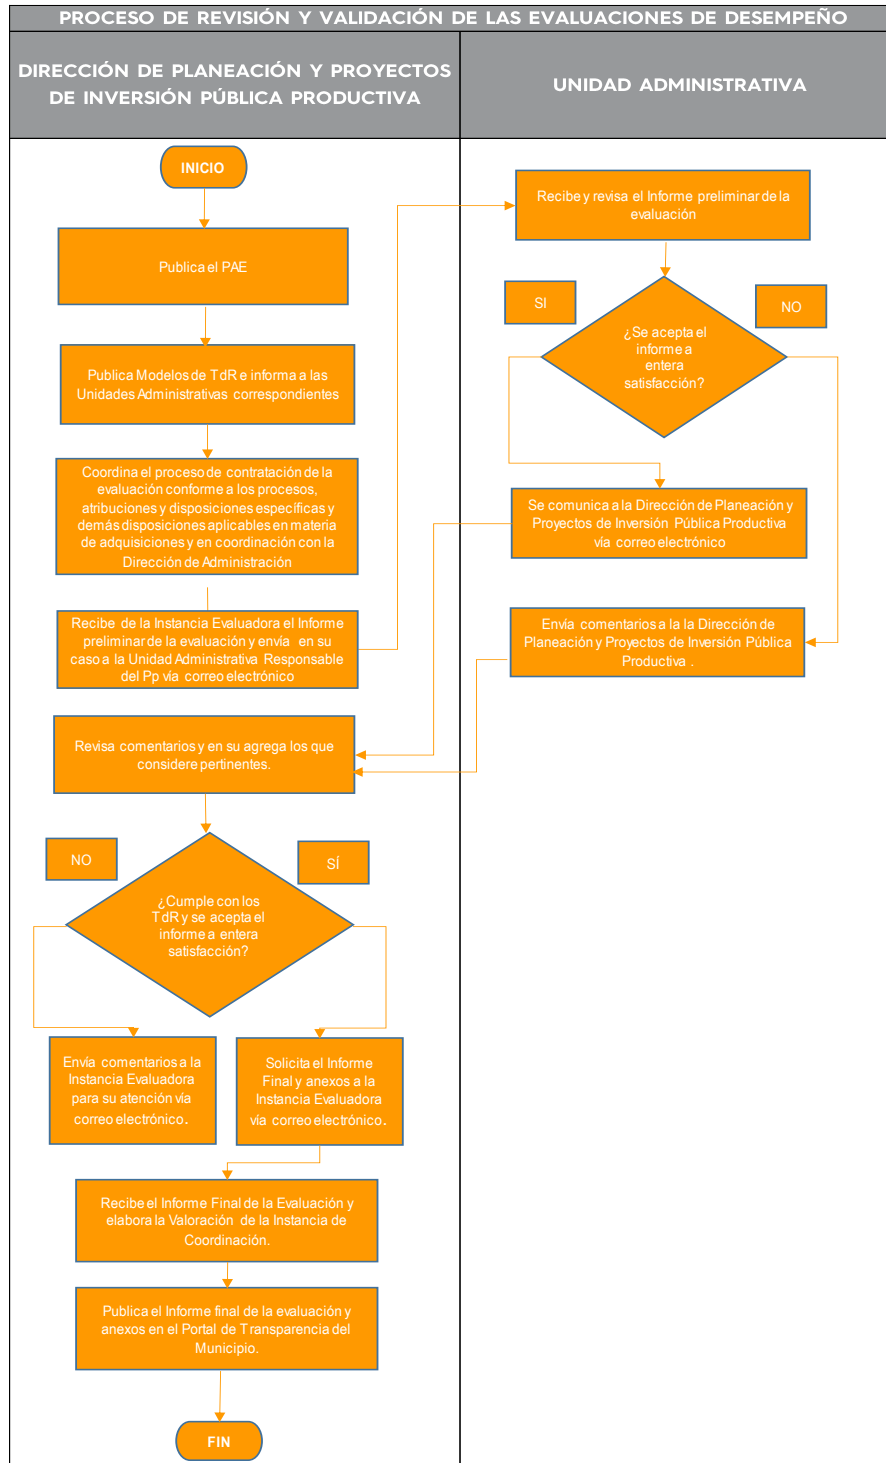 PROCESO DE REVISIÓN Y VALIDACIÓN DE LAS EVALUACIONES DE DESEMPEÑO
DIRECCIÓN DE PLANEACIÓN Y PROYECTOS
DE INVERSIÓN PÚBLICA PRODUCTIVA
UNIDAD ADMINISTRATIVA
INICIO
Publica el PAE
Publica Modelos de TdR e informa a las
Unidades Administrativas correspondientes
Coordina el proceso de contratación de la
evaluación conforme a los procesos,
atribuciones y disposiciones específicas y
demás disposiciones aplicables en materia
de adquisiciones y en coordinación con la
Dirección de Administración
Recibe de la Instancia Evaluadora el Informe
preliminar de la evaluación y envía en su
caso a la Unidad Administrativa Responsable
del Pp vía correo electrónico
Recibe y revisa el Informe preliminar de la
evaluación
SI
NO
¿Se acepta el
informe a
entera
satisfacción?
Se comunica a la Dirección de Planeación y
Proyectos de Inversión Pública Productiva
vía correo electrónico
Envía comentarios a la la Dirección de
Planeación y Proyectos de Inversión Pública
Productiva .
Revisa comentarios y en su agrega los que
considere pertinentes.
NO
SÍ
¿Cumple con los
TdR y se acepta el
informe a entera
satisfacción?
Envía comentarios a la
Instancia Evaluadora
para su atención vía
correo electrónico.
Solicita el Informe
Final y anexos a la
Instancia Evaluadora
vía correo electrónico.
Recibe el Informe Final de la Evaluación y
elabora la Valoración de la Instancia de
Coordinación.
Publica el Informe final de la evaluación y
anexos en el Portal de Transparencia del
Municipio.
FIN